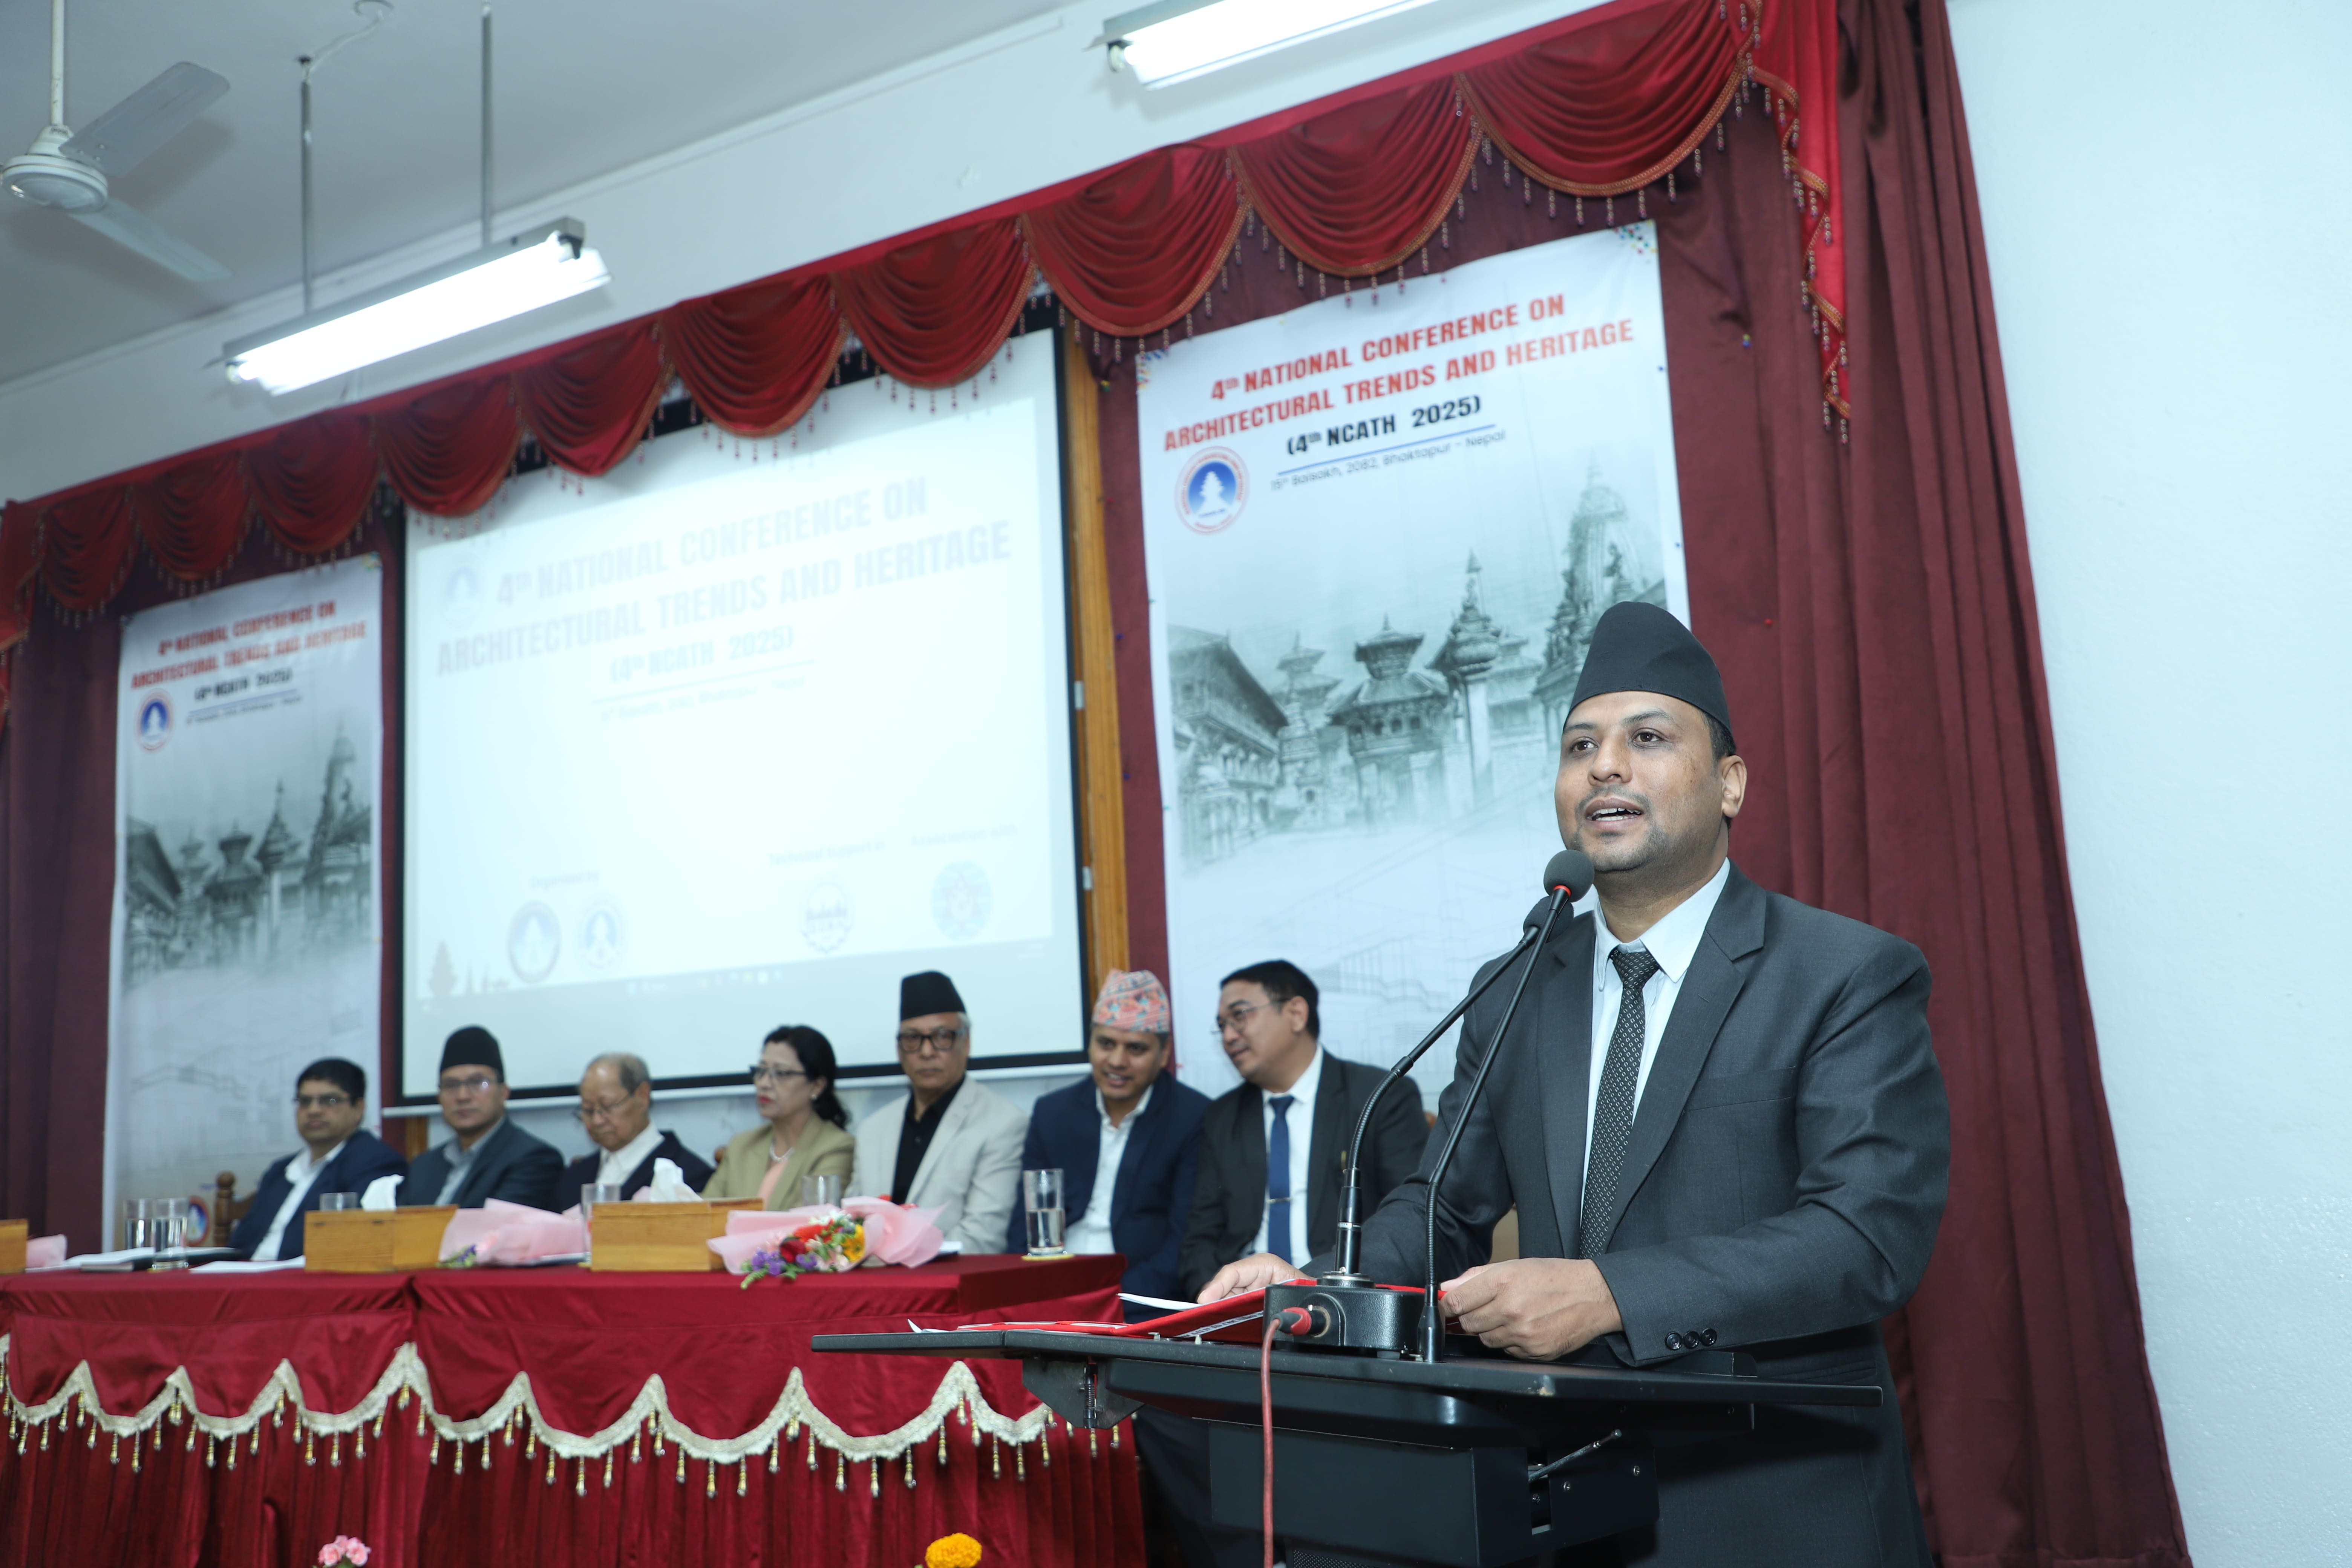 4th NATIONAL CONFERENCE ON
ARCHITECTURAL TRENDS AND HERITAGE
(4th NCATH 2025)
4th NATIONAL CONFERENCE ON
ARCHITECTURAL TRENDS AND HERITAGE
(4th NCATH 2025)
Organized by
Technical Support
4th NATIONAL CONFERENCE ON
ARCHITECTURAL TRENDS AND HERITAGE
(4th NCATH 2025)
15th Baisakh, 2082, Bhaktapur - Nepal